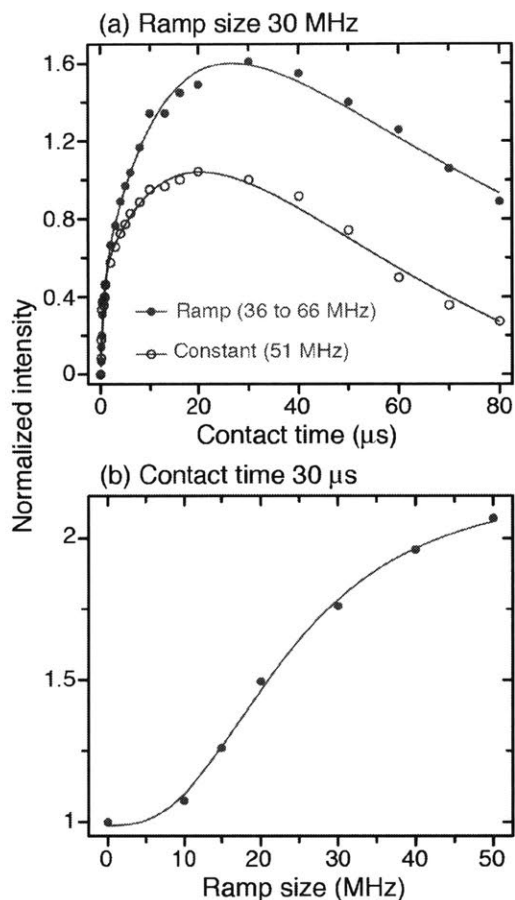 (a) Ramp size 30 MHz
1.6
1.2
0.8
0.4
0
Ramp (36 to 66 MHz)
Constant (51 MHz)
0 20 40 60 80
Contact time (μs)
Normalized intensity
(b) Contact time 30 μs
2
1.5
1
0 10 20 30 40 50
Ramp size (MHz)